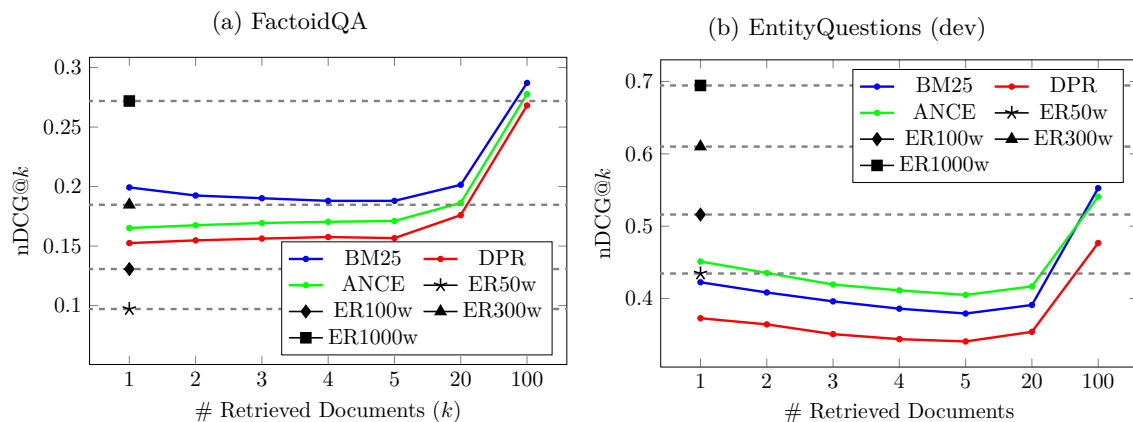 (a) FactoidQA
nDCG@k
0.3
0.25
0.2
0.15
0.1
BM25 DPR
ANCE ER50w
ER100w ER300w
ER1000w
1 2 3 4 5 20 100
# Retrieved Documents (k)
(b) EntityQuestions (dev)
nDCG@k
0.7
0.6
0.5
0.4
BM25 DPR
ANCE ER50w
ER100w ER300w
ER1000w
1 2 3 4 5 20 100
# Retrieved Documents